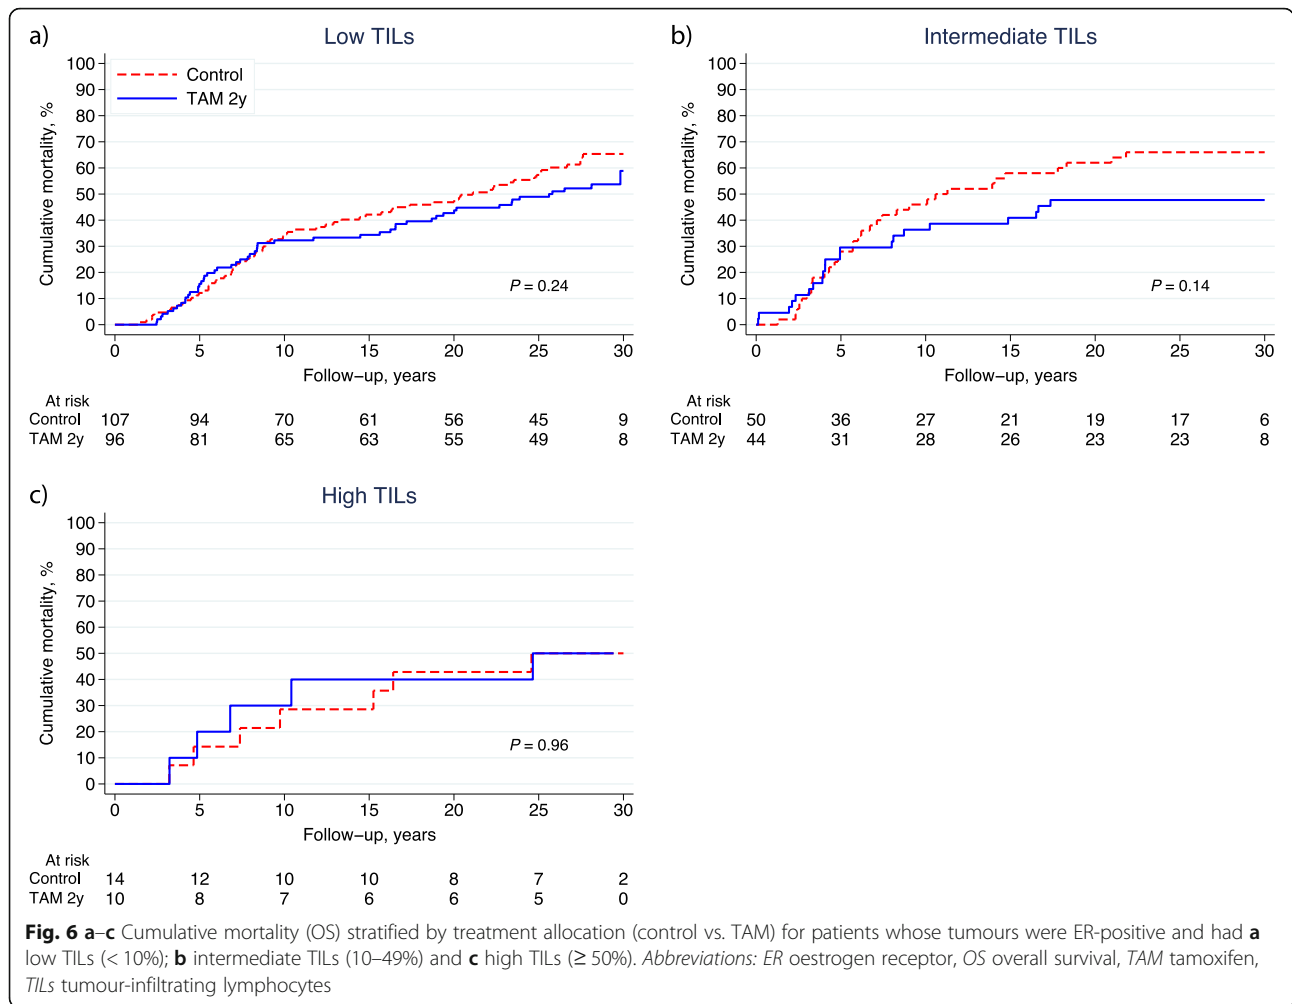 a)
Low TILs
Control
TAM 2y
100
90
80
70
60
50
40
30
20
10
0
Cumulative mortality, %
P = 0.24
0 5 10 15 20 25 30
Follow–up, years
At risk
Control 107 94 70 61 56 45 9
TAM 2y 96 81 65 63 55 49 8
b)
Intermediate TILs
100
90
80
70
60
50
40
30
20
10
0
Cumulative mortality, %
P = 0.14
0 5 10 15 20 25 30
Follow–up, years
At risk
Control 50 36 27 21 19 17 6
TAM 2y 44 31 28 26 23 23 8
c)
High TILs
100
90
80
70
60
50
40
30
20
10
0
Cumulative mortality, %
P = 0.96
0 5 10 15 20 25 30
Follow–up, years
At risk
Control 14 12 10 10 8 7 2
TAM 2y 10 8 7 6 6 5 0
Fig. 6 a–c Cumulative mortality (OS) stratified by treatment allocation (control vs. TAM) for patients whose tumours were ER-positive and had a
low TILs (< 10%); b intermediate TILs (10–49%) and c high TILs (≥ 50%). Abbreviations: ER oestrogen receptor, OS overall survival, TAM tamoxifen,
TILs tumour-infiltrating lymphocytes